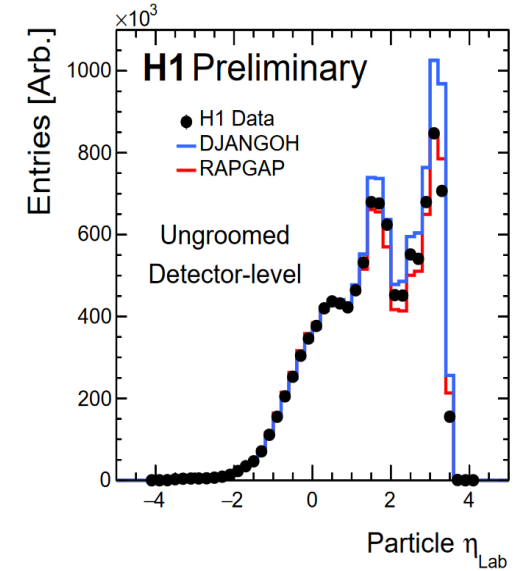 ×10³
Entries [Arb.]
H1 Preliminary
H1 Data
DJANGOH
RAPGAP
Ungroomed
Detector-level
1000
800
600
400
200
0
−4 −2 0 2 4
Particle η_Lab